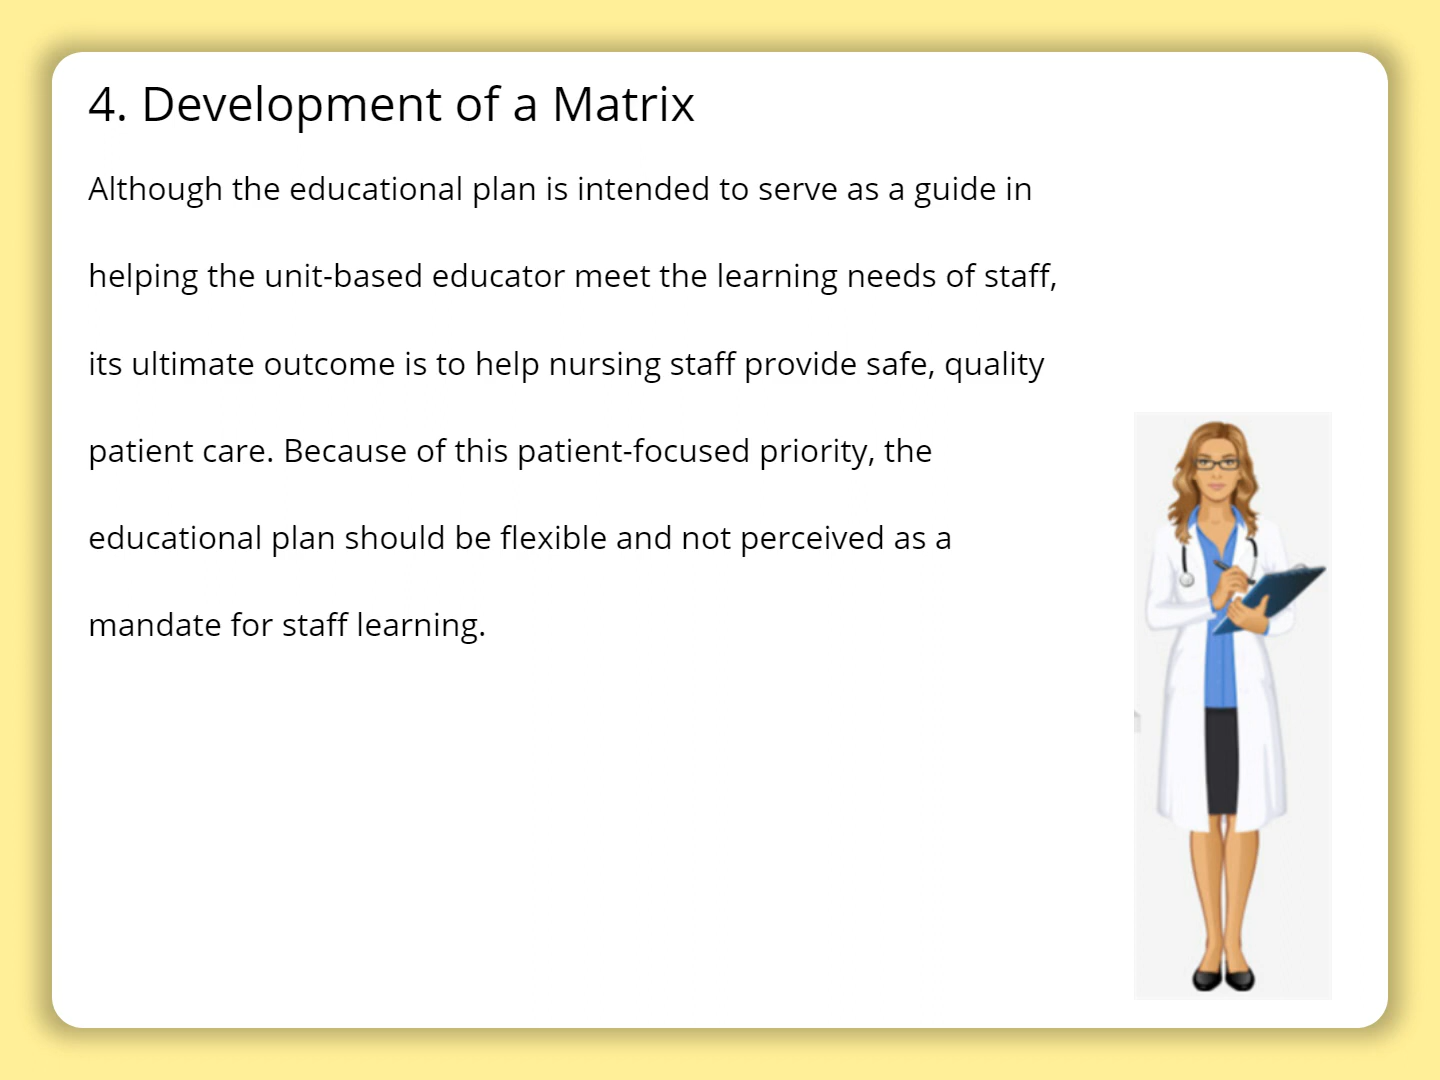 4. Development of a Matrix
Although the educational plan is intended to serve as a guide in
helping the unit-based educator meet the learning needs of staff,
its ultimate outcome is to help nursing staff provide safe, quality
patient care. Because of this patient-focused priority, the
educational plan should be flexible and not perceived as a
mandate for staff learning.